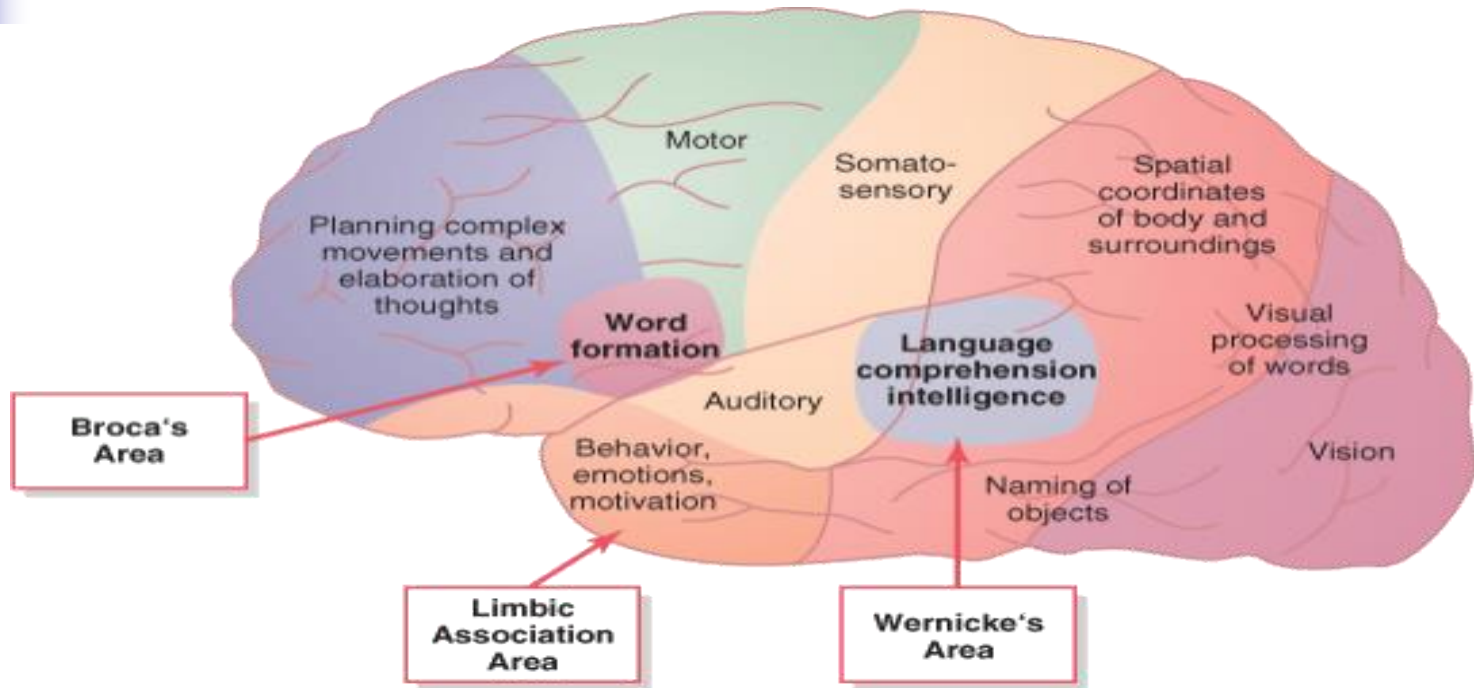 Motor
Somato-
sensory
Spatial
coordinates
of body and
surroundings
Planning complex
movements and
elaboration of
thoughts
Word
formation
Visual
processing
of words
Language
comprehension
intelligence
Auditory
Broca's
Area
Behavior,
emotions,
motivation
Vision
Naming of
objects
Limbic
Association
Area
Wernicke's
Area